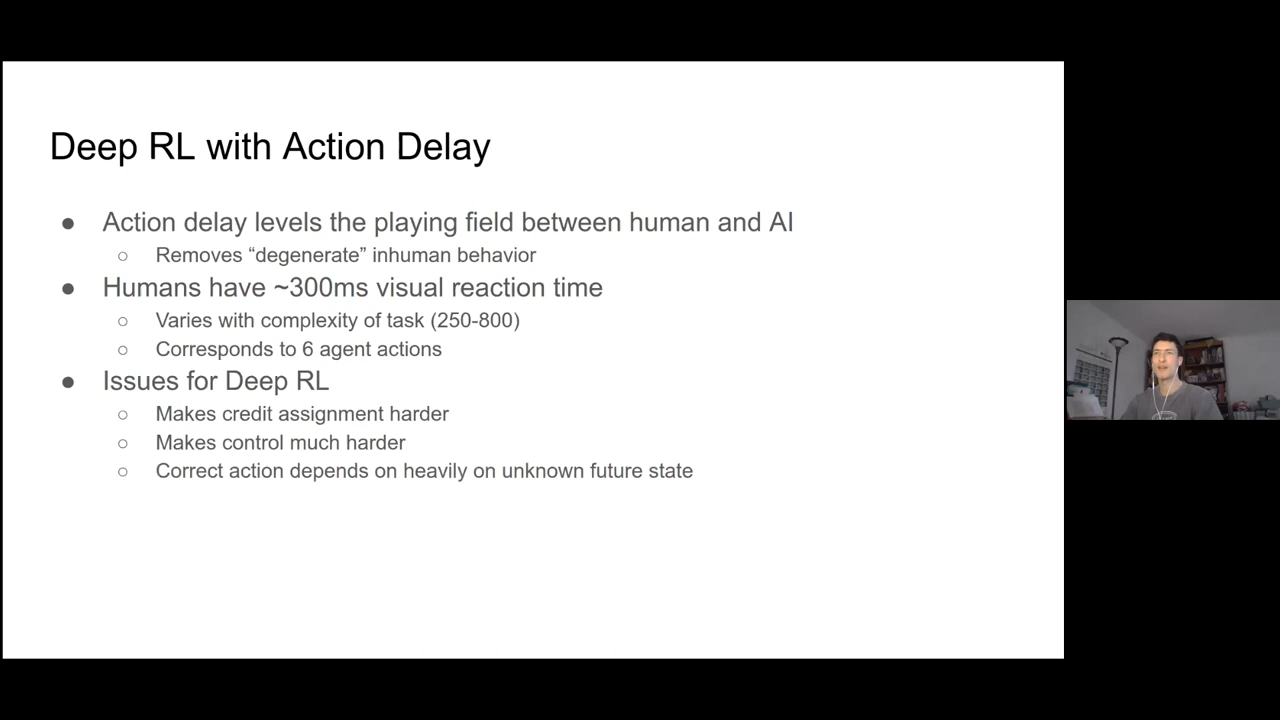 Deep RL with Action Delay
● Action delay levels the playing field between human and AI
○ Removes “degenerate” inhuman behavior
● Humans have ~300ms visual reaction time
○ Varies with complexity of task (250-800)
○ Corresponds to 6 agent actions
● Issues for Deep RL
○ Makes credit assignment harder
○ Makes control much harder
○ Correct action depends on heavily on unknown future state